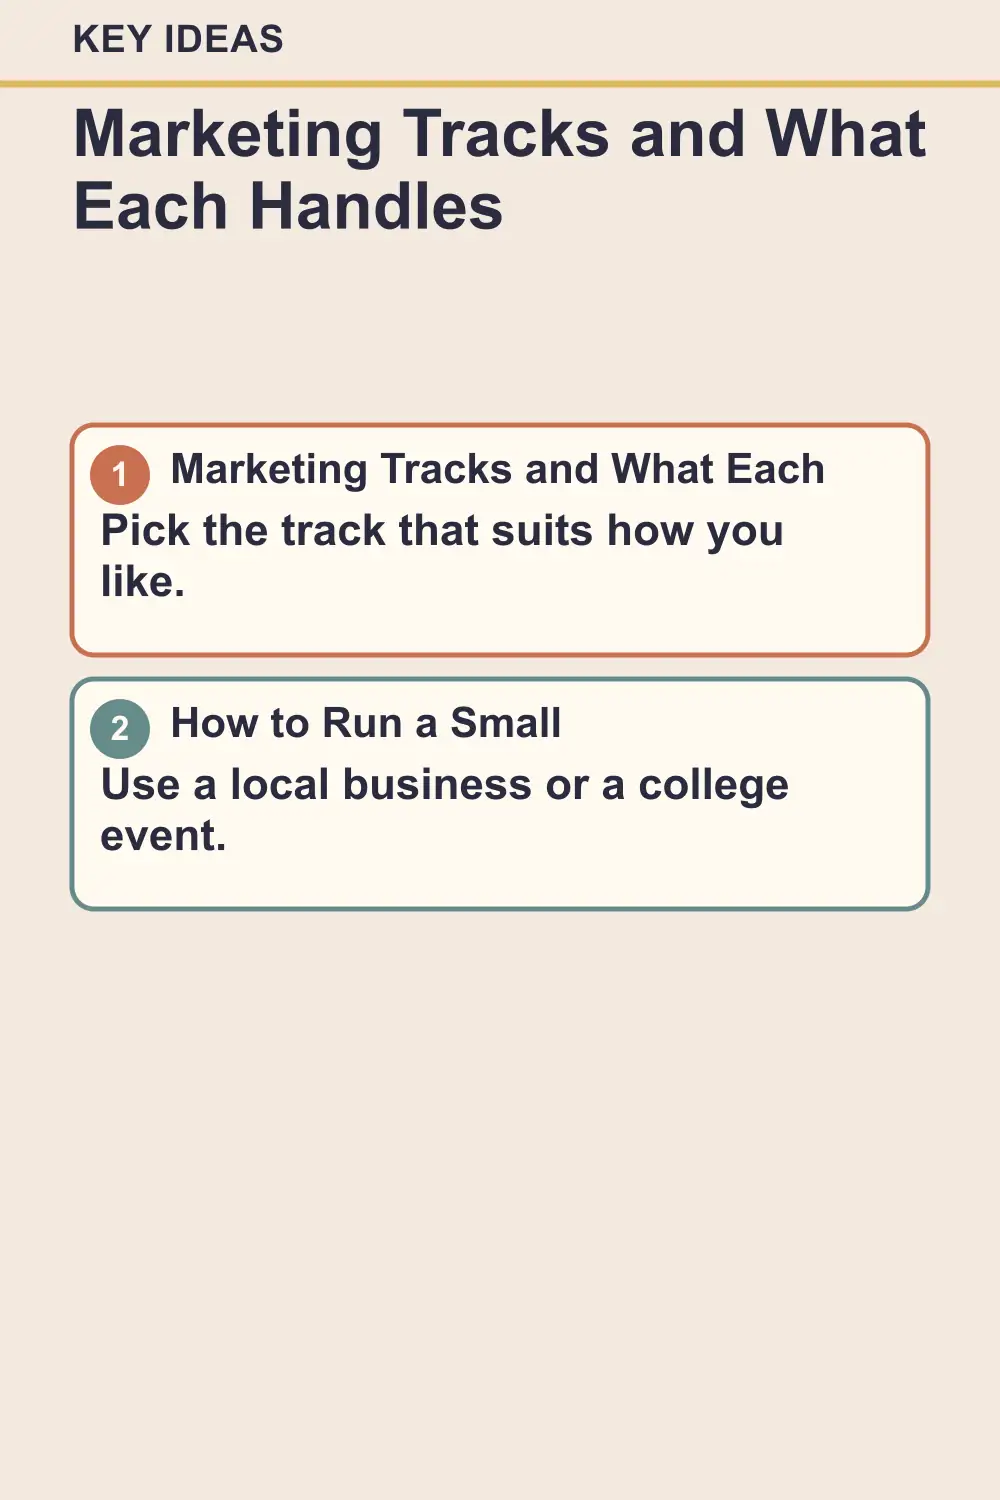 KEY IDEAS
Marketing Tracks and What
Each Handles
1 Marketing Tracks and What Each
Pick the track that suits how you
like.
2 How to Run a Small
Use a local business or a college
event.